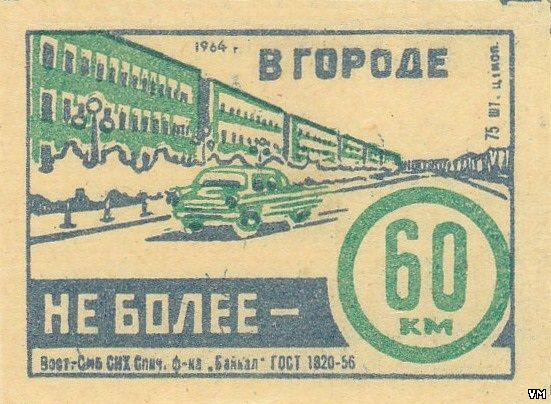 1964 г
В ГОРОДЕ
75 шт. ц.1 коп.
60
КМ
НЕ БОЛЕЕ –
Вост-Сиб СНХ Спич. ф-ка „Байкал" ГОСТ 1820-56
VM